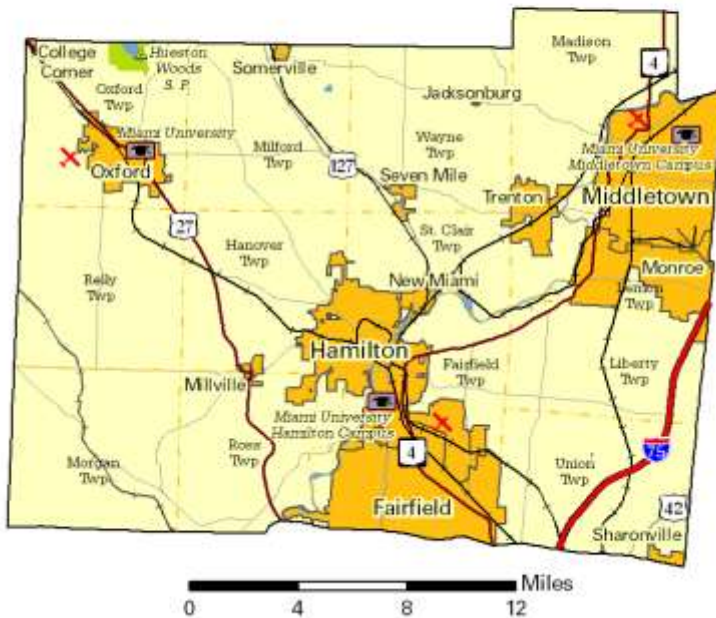 College
Corner
Hueston
Woods
S. P.
Oxford
Twp
Somerville
Madison
Twp
4
Jacksonburg
Miami University
Oxford
Milford
Twp
127
Wayne
Twp
Seven Mile
Trenton
Miami University
Middletown Campus
Middletown
27
Hanover
Twp
St. Clair
Twp
Reily
Twp
New Miami
Monroe
Lemon
Twp
Hamilton
Fairfield
Twp
Liberty
Twp
Millville
Miami University
Hamilton Campus
Morgan
Twp
Ross
Twp
4
Union
Twp
75
Fairfield
42
Sharonville
Miles
0 4 8 12